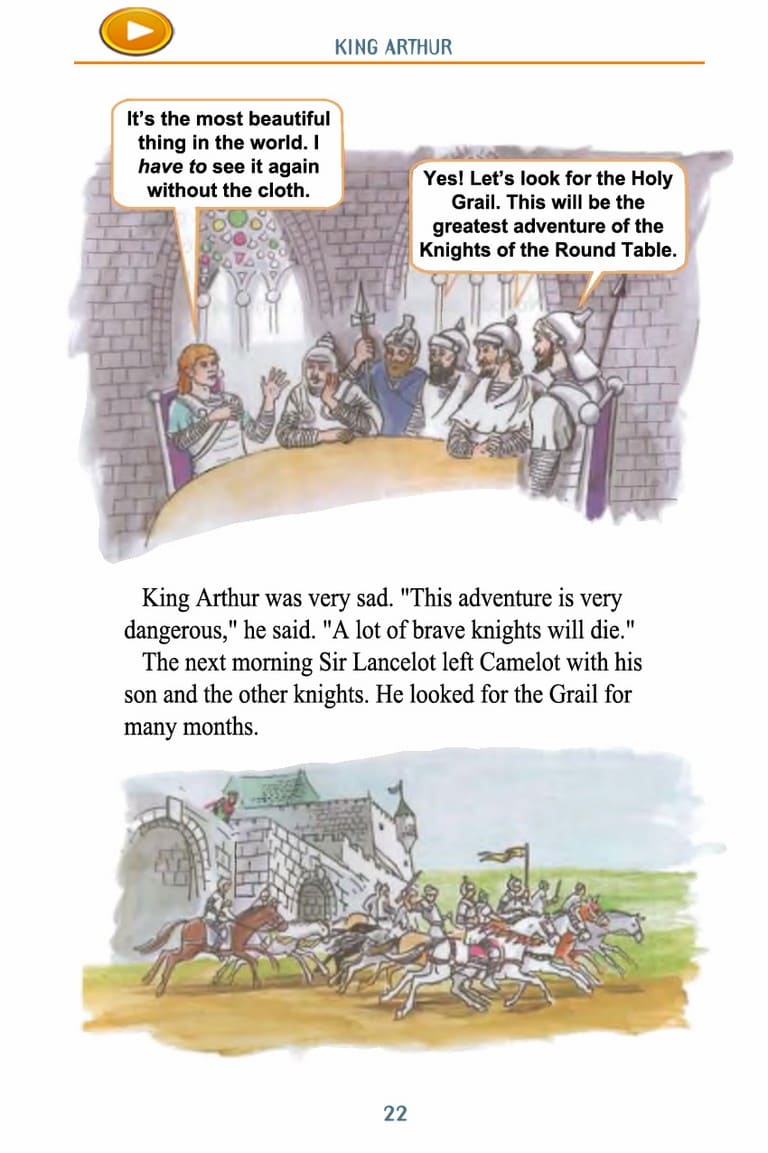 KING ARTHUR
It's the most beautiful
thing in the world. I
have to see it again
without the cloth.
Yes! Let's look for the Holy
Grail. This will be the
greatest adventure of the
Knights of the Round Table.
King Arthur was very sad. "This adventure is very
dangerous," he said. "A lot of brave knights will die."
The next morning Sir Lancelot left Camelot with his
son and the other knights. He looked for the Grail for
many months.
22